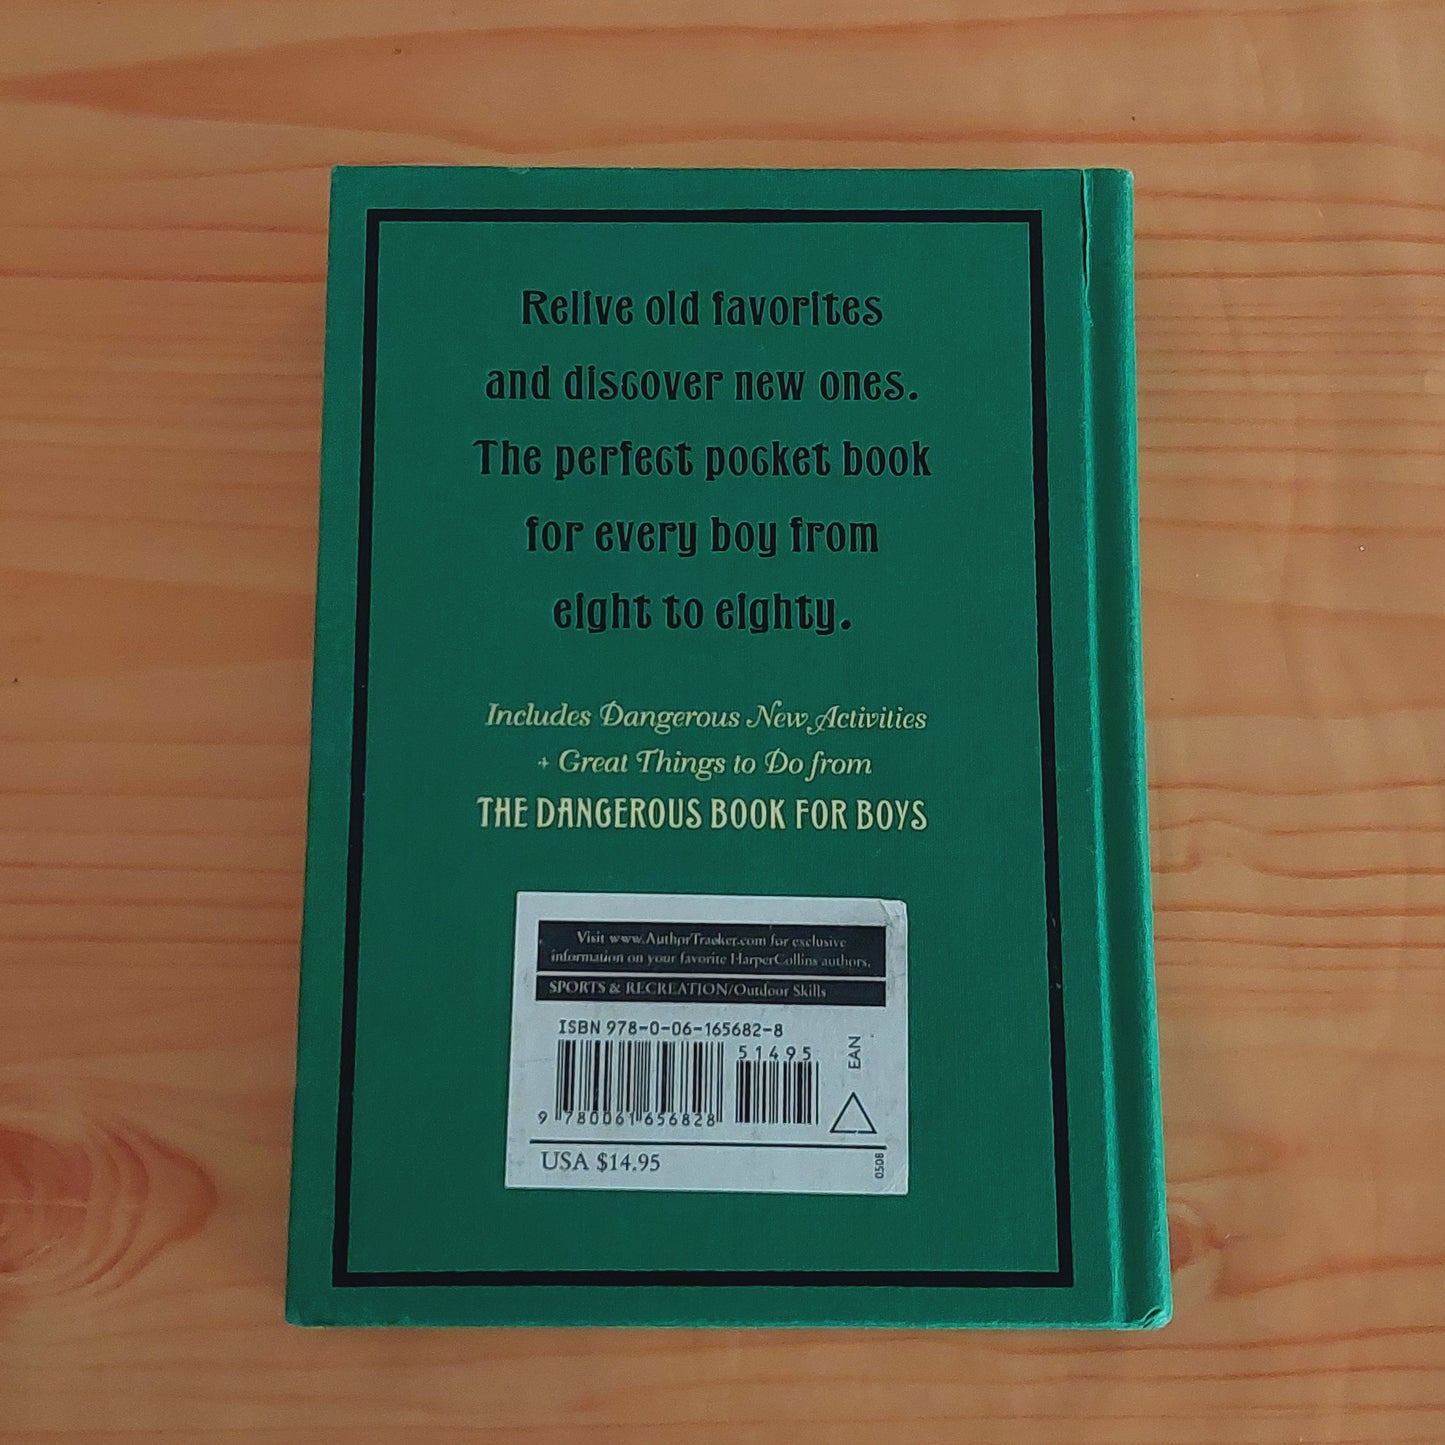 Relive old favorites
and discover new ones.
The perfect pocket book
for every boy from
eight to eighty.
Includes Dangerous New Activities
+ Great Things to Do from
THE DANGEROUS BOOK FOR BOYS
Visit www.AuthorTracker.com for exclusive
information on your favorite HarperCollins authors.
SPORTS & RECREATION/Outdoor Skills
ISBN 978-0-06-165682-8
51495
EAN
9 780061 656828
USA $14.95
0508